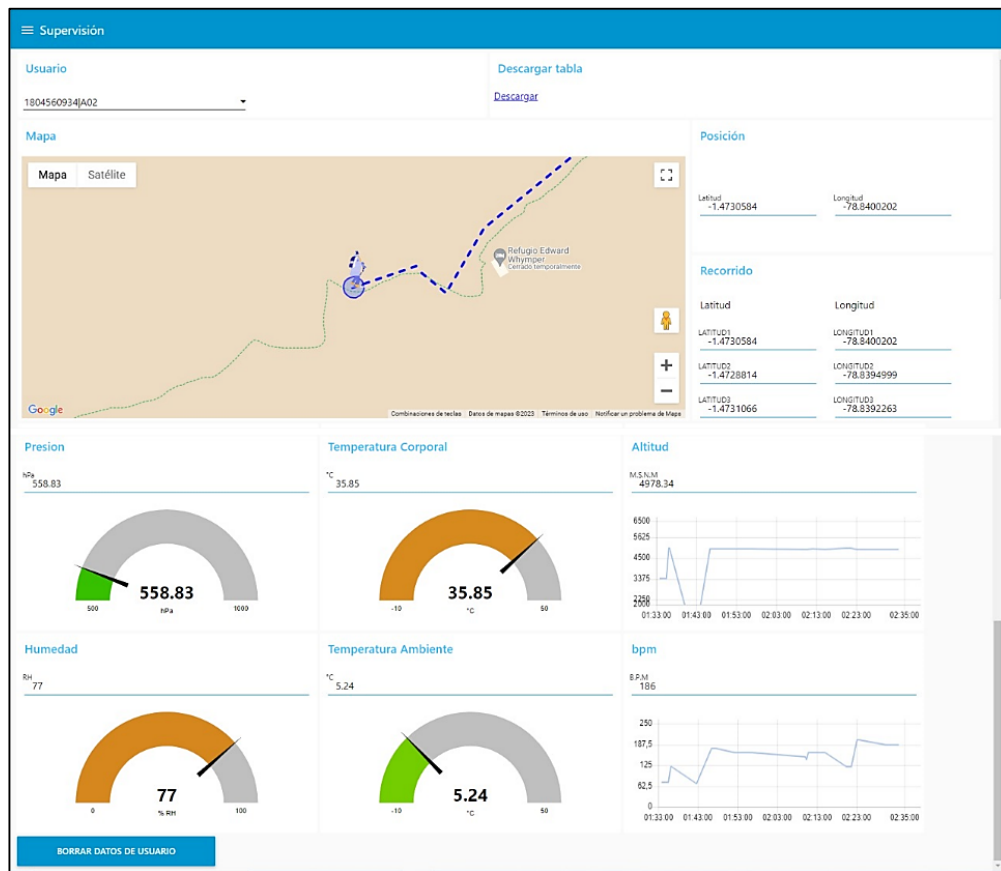 Supervisión
Usuario
Descargar tabla
1804560934|A02
Descargar
Mapa
Posición
Mapa Satélite
Latitud Longitud
-1.4730584 -78.8400202
Refugio Edward
Whymper
Cerrado temporalmente
Recorrido
Latitud Longitud
LATITUD1 LONGITUD1
-1.4730584 -78.8400202
LATITUD2 LONGITUD2
-1.4728814 -78.8394999
LATITUD3 LONGITUD3
-1.4731066 -78.8392263
Google
Combinaciones de teclas Datos de mapas ©2023 Términos de uso Notificar un problema de Maps
Presion
hPa
558.83
558.83
500 hPa 1000
Temperatura Corporal
°C
35.85
35.85
-10 °C 50
Altitud
M.S.N.M
4978.34
6500
5625
4500
3375
2250
2000
01:33:00 01:43:00 01:53:00 02:03:00 02:13:00 02:23:00 02:35:00
Humedad
RH
77
77
0 % RH 100
Temperatura Ambiente
°C
5.24
5.24
-10 °C 50
bpm
B.P.M
186
250
187,5
125
62,5
0
01:33:00 01:43:00 01:53:00 02:03:00 02:13:00 02:23:00 02:35:00
BORRAR DATOS DE USUARIO